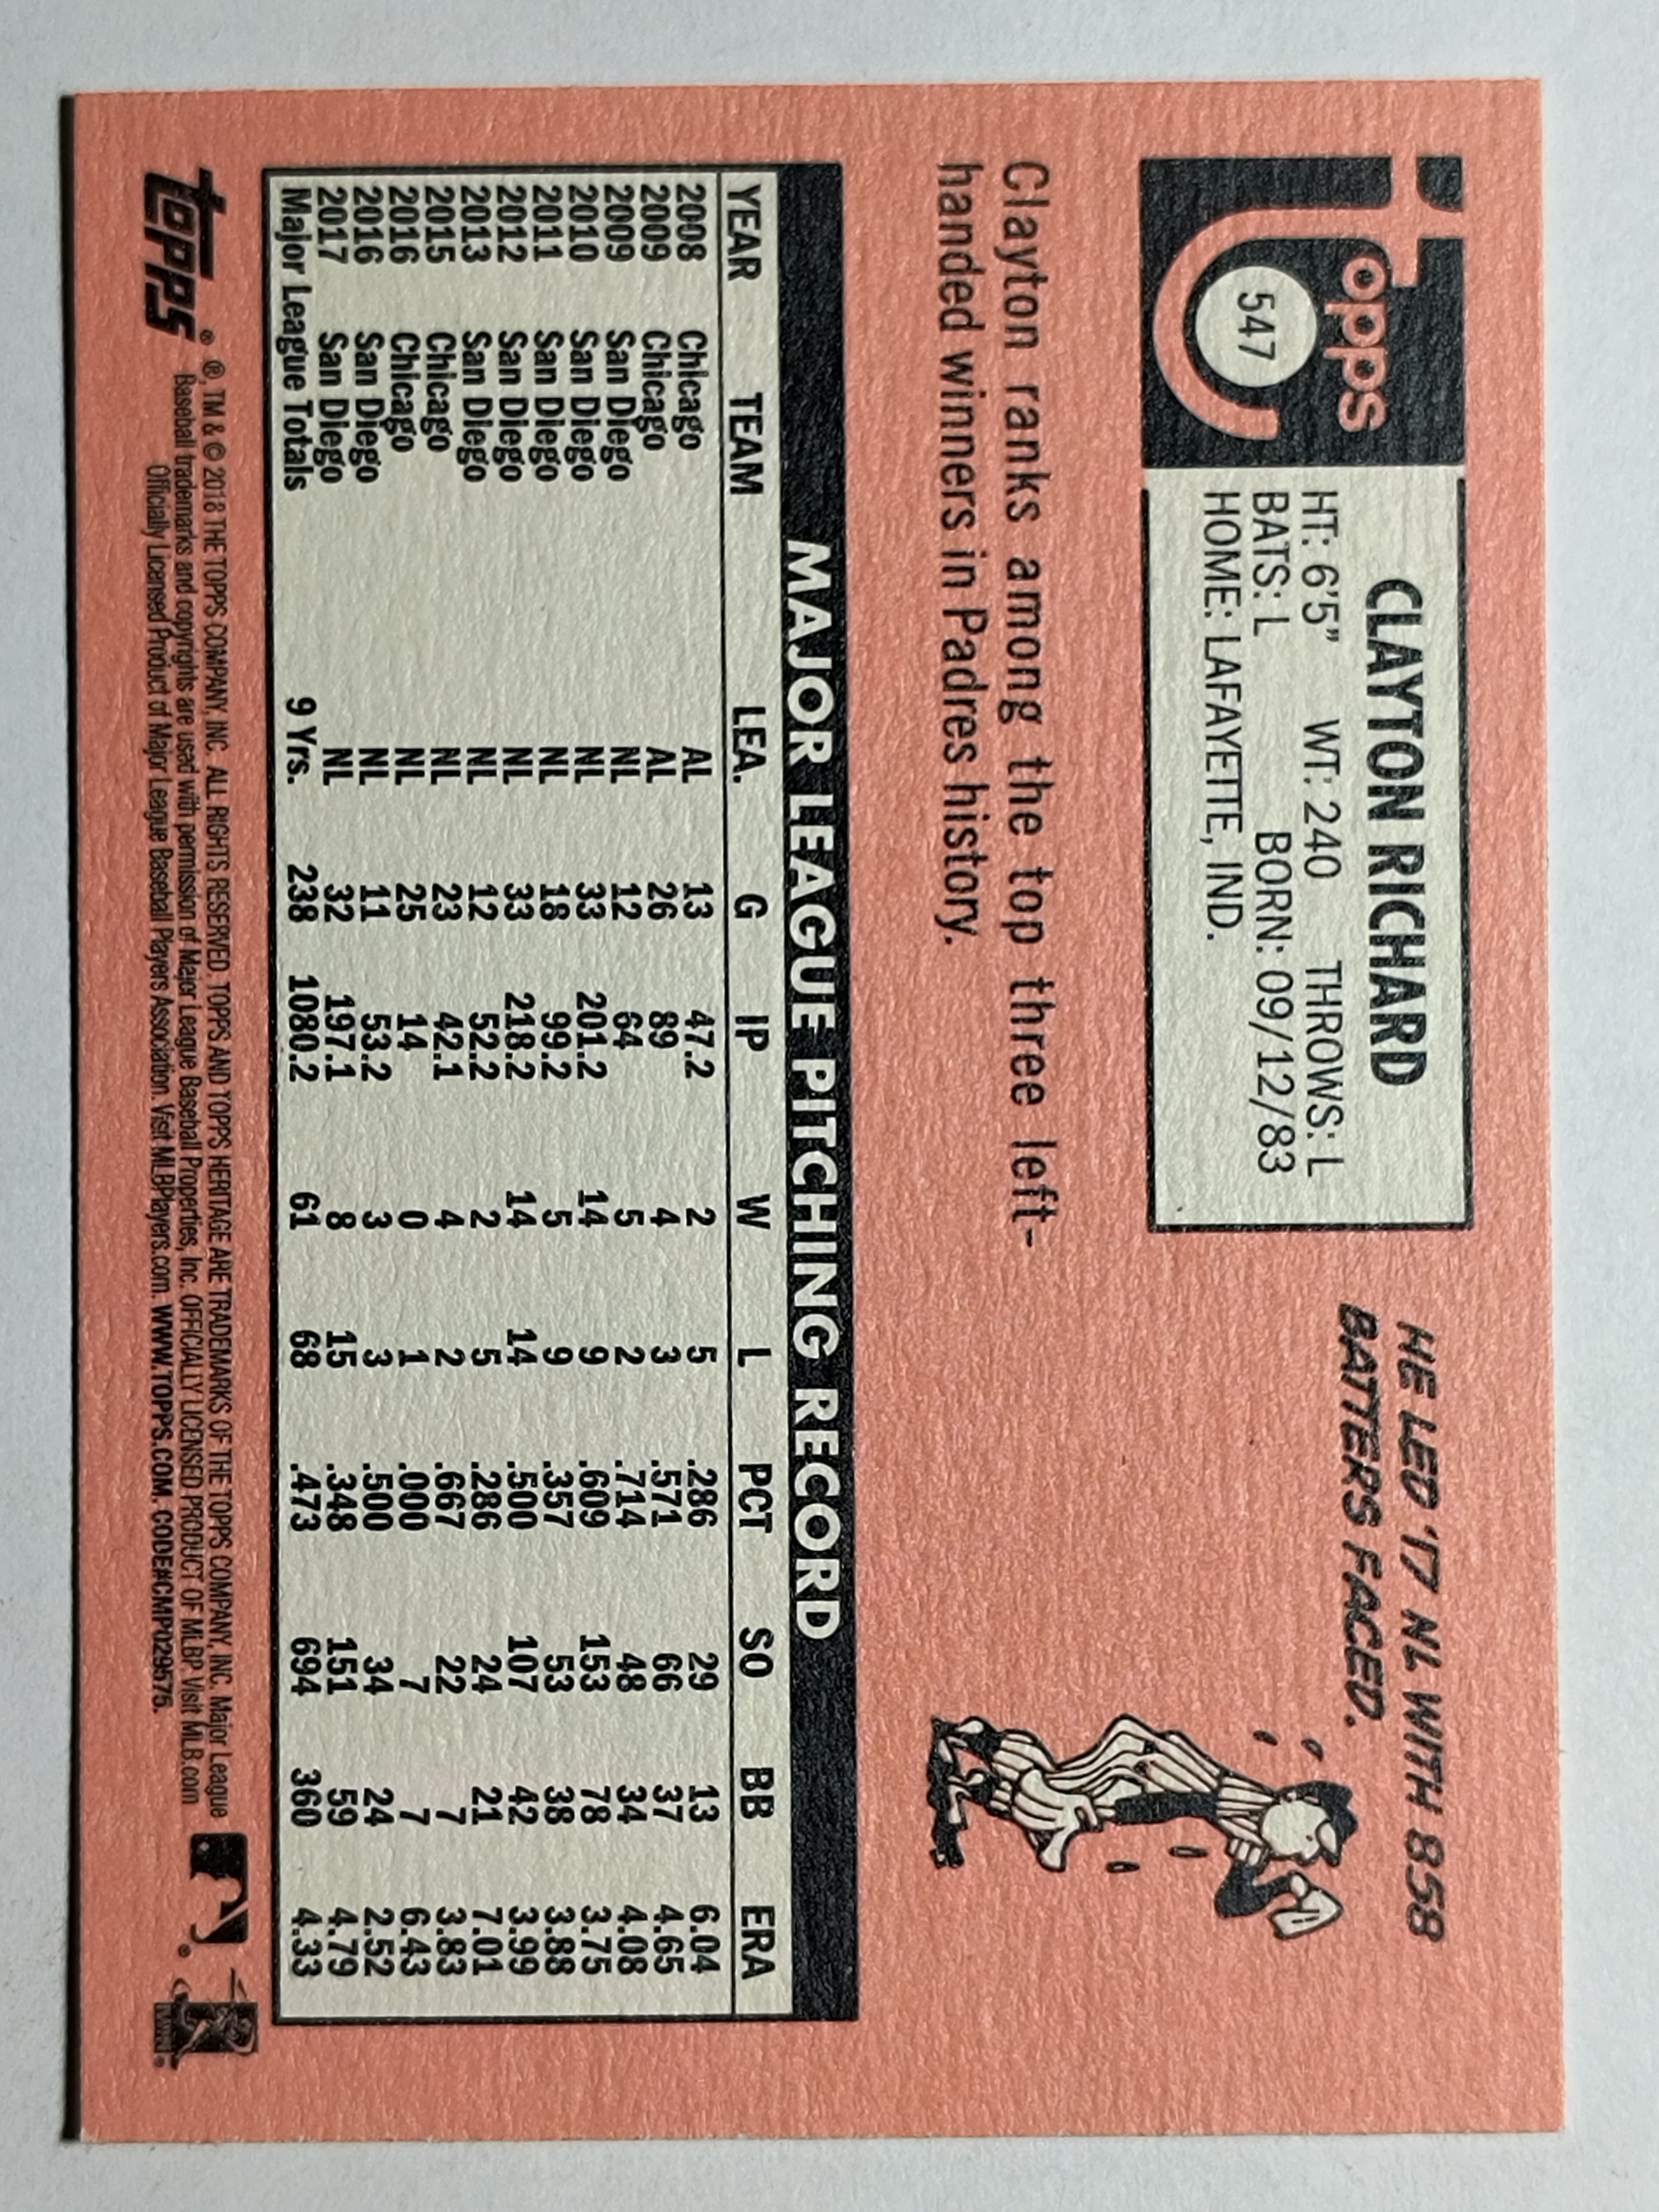 topps
547
CLAYTON RICHARD
HT: 6'5" WT: 240 THROWS: L
BATS: L BORN: 09/12/83
HOME: LAFAYETTE, IND.
HE LED '17 NL WITH 858
BATTERS FACED.
Clayton ranks among the top three left-
handed winners in Padres history.
MAJOR LEAGUE PITCHING RECORD
YEAR TEAM LEA. G IP W L PCT SO BB ERA
2008 Chicago AL 13 47.2 2 5 .286 29 13 6.04
2009 Chicago AL 26 89 4 3 .571 66 37 4.65
2009 San Diego NL 12 64 5 2 .714 48 34 4.08
2010 San Diego NL 33 201.2 14 9 .609 153 78 3.75
2011 San Diego NL 18 99.2 5 9 .357 53 38 3.88
2012 San Diego NL 33 218.2 14 14 .500 107 42 3.99
2013 San Diego NL 12 52.2 2 5 .286 24 21 7.01
2015 Chicago NL 23 42.1 4 2 .667 22 7 3.83
2016 Chicago NL 25 14 0 1 .000 7 7 6.43
2016 San Diego NL 11 53.2 3 3 .500 34 24 2.52
2017 San Diego NL 32 197.1 8 15 .348 151 59 4.79
Major League Totals 9 Yrs. 238 1080.2 61 68 .473 694 360 4.33
topps ® ®, TM & © 2018 THE TOPPS COMPANY, INC. ALL RIGHTS RESERVED. TOPPS AND TOPPS HERITAGE ARE TRADEMARKS OF THE TOPPS COMPANY, INC. Major League
Baseball trademarks and copyrights are used with permission of Major League Baseball Properties, Inc. OFFICIALLY LICENSED PRODUCT OF MLBP Visit MLB.com
Officially Licensed Product of Major League Baseball Players Association. Visit MLBPlayers.com. WWW.TOPPS.COM. CODE#CMP029575.
®